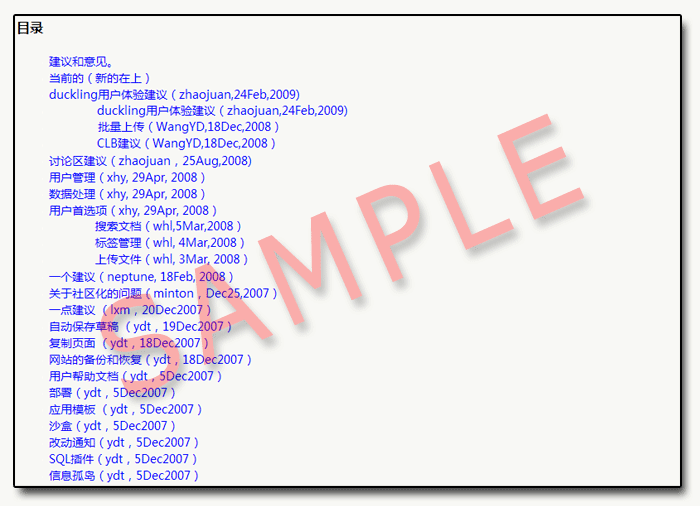 目录
建议和意见。
当前的（新的在上）
duckling用户体验建议（zhaojuan,24Feb,2009)
duckling用户体验建议（zhaojuan,24Feb,2009)
批量上传（WangYD,18Dec,2008）
CLB建议（WangYD,18Dec,2008）
讨论区建议（zhaojuan，25Aug,2008)
用户管理（xhy, 29Apr, 2008）
数据处理（xhy, 29Apr, 2008）
用户首选项（xhy, 29Apr, 2008）
搜索文档（whl,5Mar,2008）
标签管理（whl, 4Mar,2008）
上传文件（whl, 3Mar, 2008）
一个建议（neptune, 18Feb, 2008）
关于社区化的问题（minton，Dec25,2007）
一点建议 （lxm，20Dec2007）
自动保存草稿 （ydt，19Dec2007）
复制页面 （ydt，18Dec2007）
网站的备份和恢复（ydt，18Dec2007）
用户帮助文档（ydt，5Dec2007）
部署（ydt，5Dec2007）
应用模板 （ydt，5Dec2007）
沙盒（ydt，5Dec2007）
改动通知（ydt，5Dec2007）
SQL插件（ydt，5Dec2007）
信息孤岛（ydt，5Dec2007）
SAMPLE